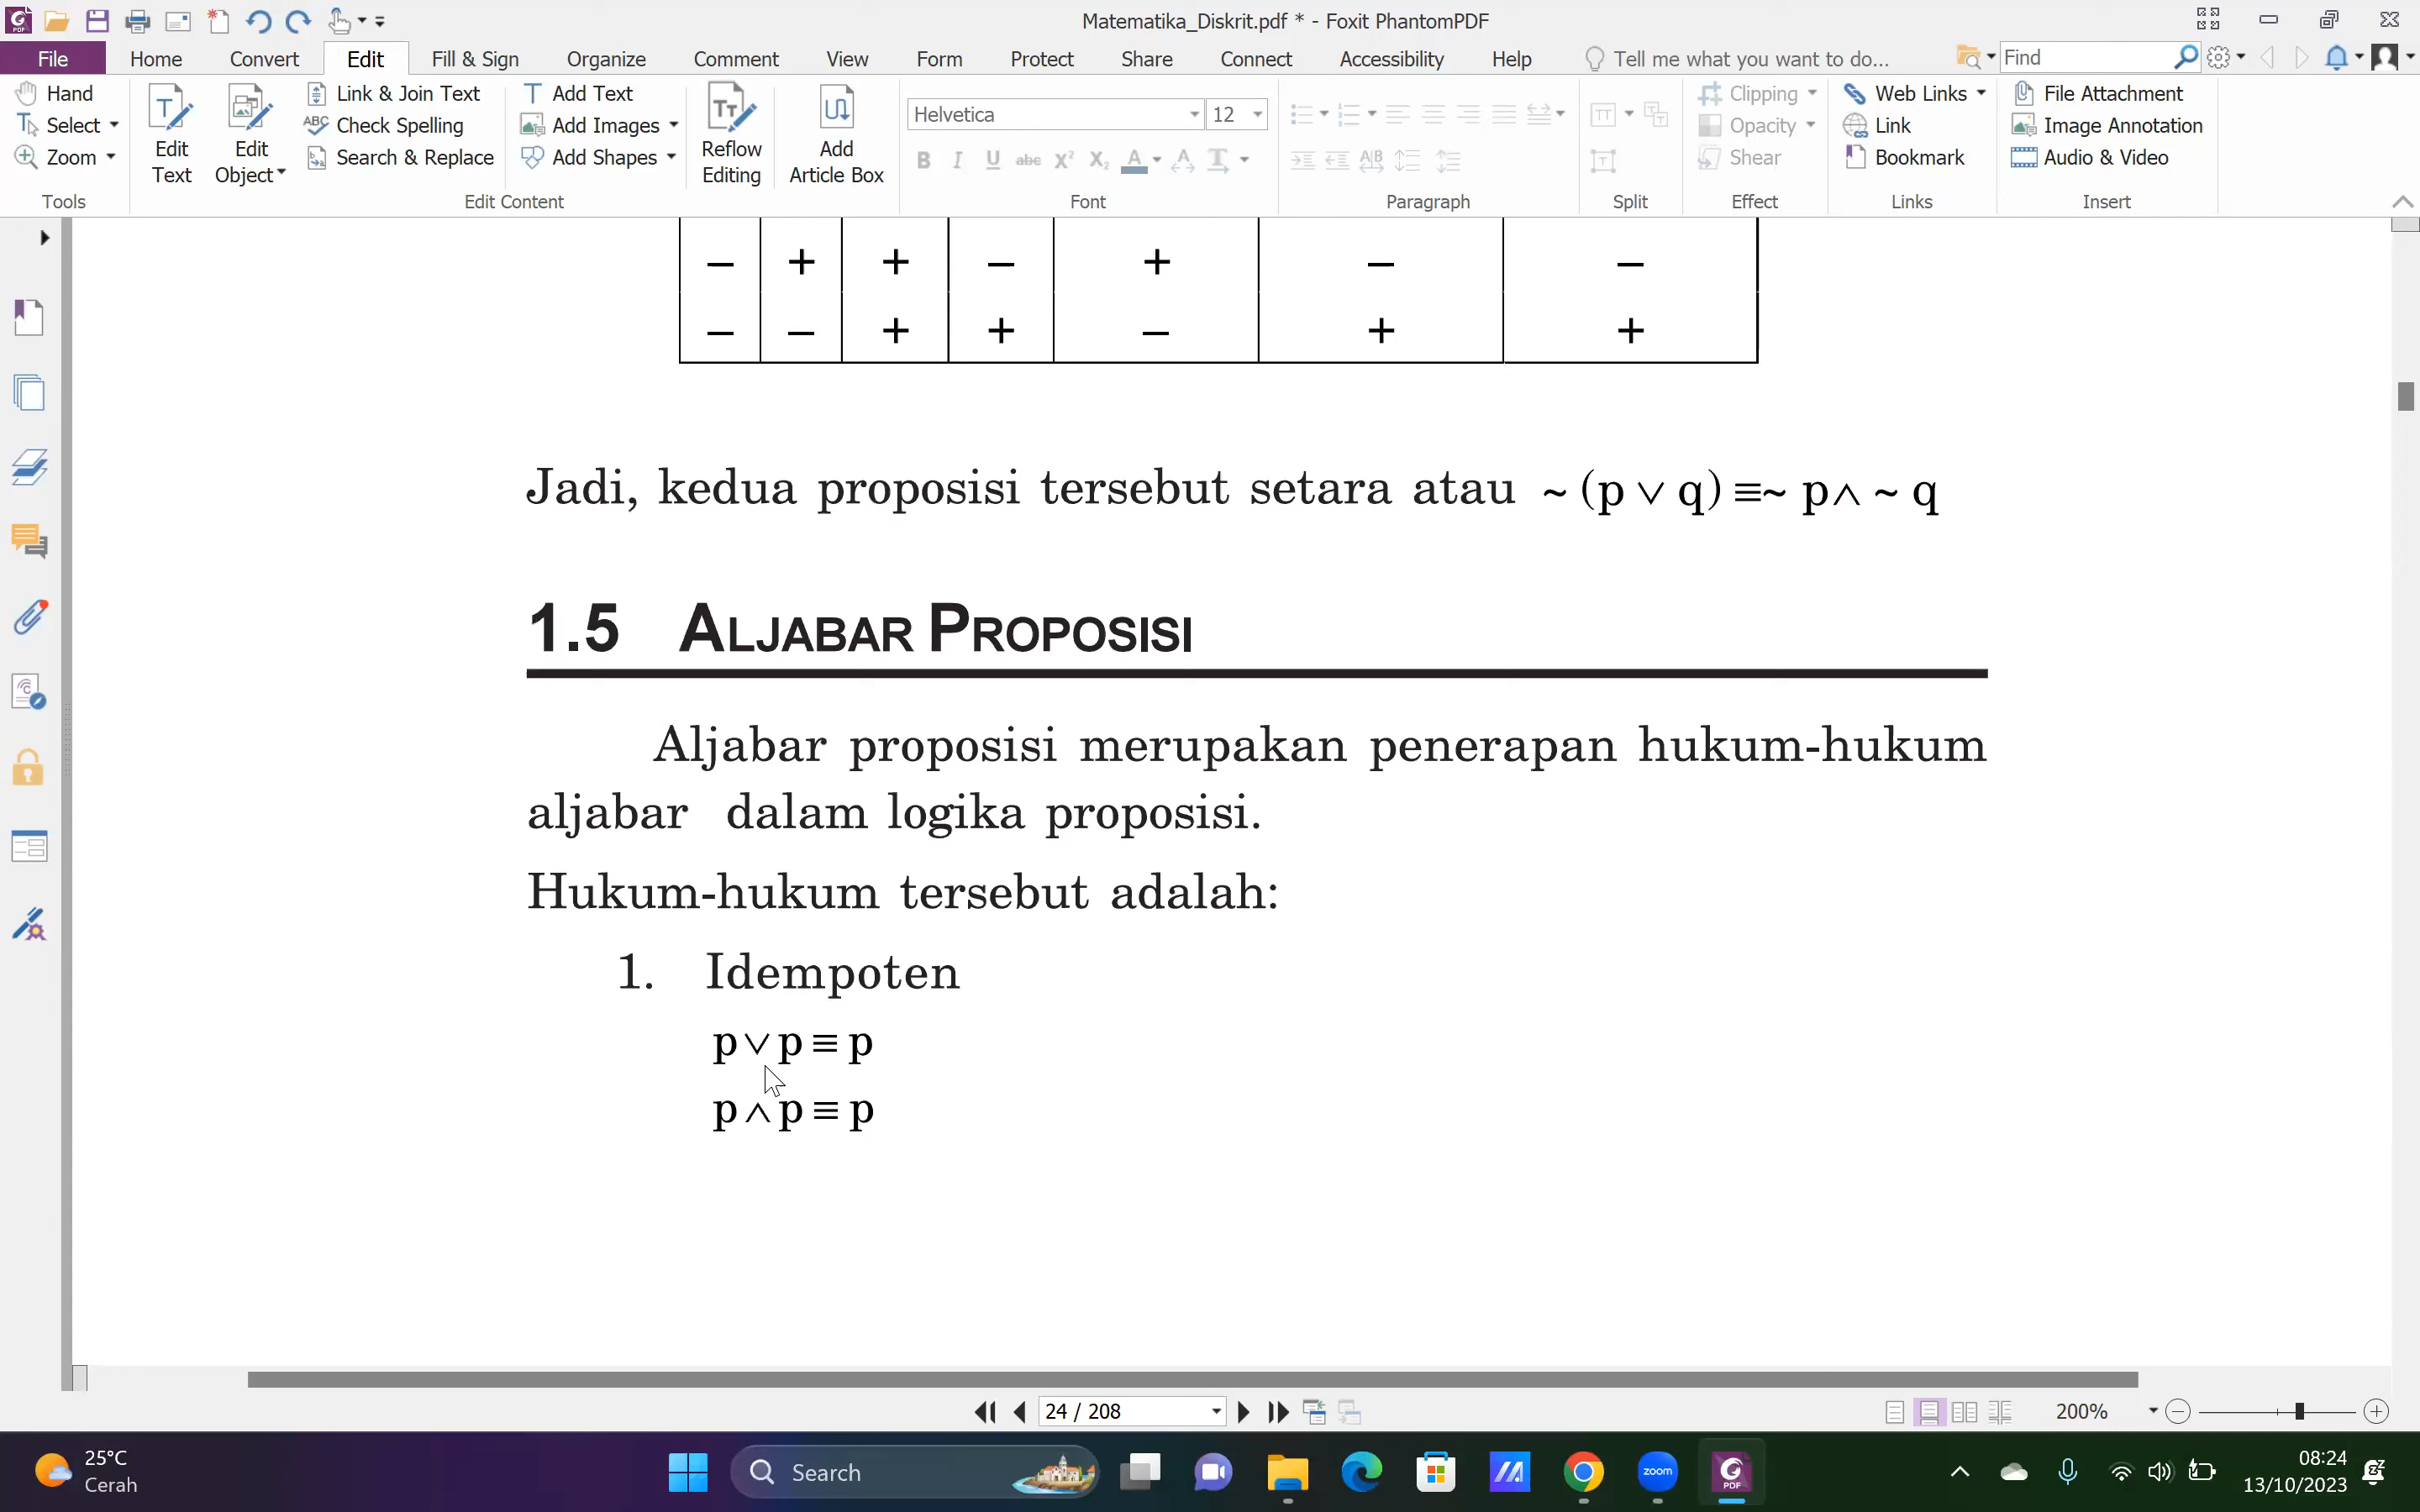 Matematika_Diskrit.pdf * - Foxit PhantomPDF
File Home Convert Edit Fill & Sign Organize Comment View Form Protect Share Connect Accessibility Help Tell me what you want to do... Find
Hand
Select
Zoom
Tools
Edit Text
Edit Object
Link & Join Text
Check Spelling
Search & Replace
Add Text
Add Images
Add Shapes
Edit Content
Reflow Editing
Add Article Box
Helvetica 12
Font
Paragraph
Split
Clipping
Opacity
Shear
Effect
Web Links
Link
Bookmark
Links
File Attachment
Image Annotation
Audio & Video
Insert
– + + – + – –
– – + + – + +
Jadi, kedua proposisi tersebut setara atau ~ (p ∨ q) ≡~ p∧ ~ q
1.5 ALJABAR PROPOSISI
Aljabar proposisi merupakan penerapan hukum-hukum
aljabar dalam logika proposisi.
Hukum-hukum tersebut adalah:
1. Idempoten
p ∨ p ≡ p
p ∧ p ≡ p
24 / 208
200%
25°C
Cerah
Search
zoom
08:24
13/10/2023